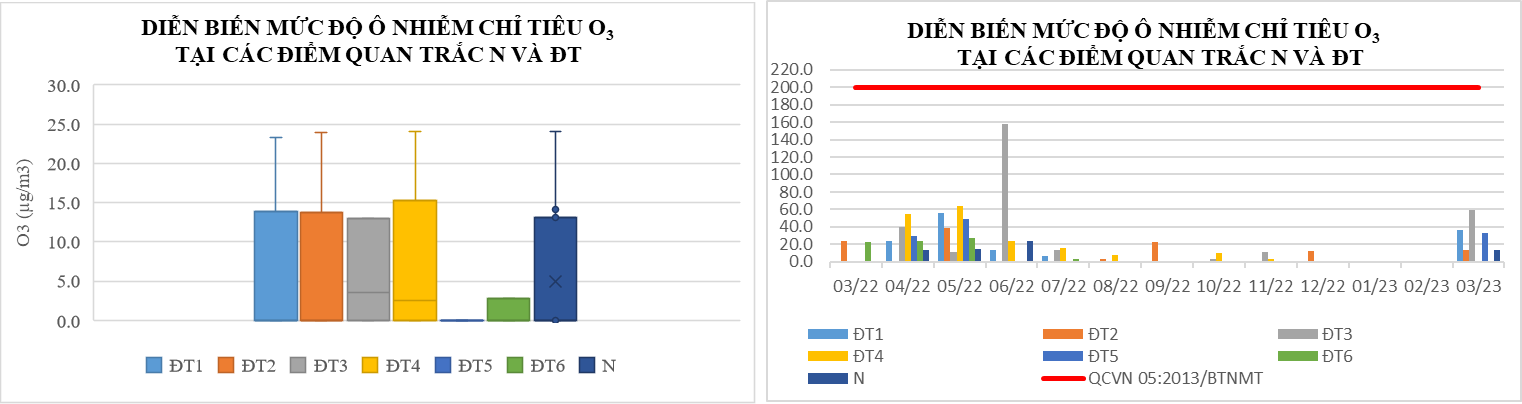 DIỄN BIẾN MỨC ĐỘ Ô NHIỄM CHỈ TIÊU O3
TẠI CÁC ĐIỂM QUAN TRẮC N VÀ ĐT
30.0
25.0
20.0
15.0
10.0
5.0
0.0
O3 (µg/m3)
ĐT1 ĐT2 ĐT3 ĐT4 ĐT5 ĐT6 N
DIỄN BIẾN MỨC ĐỘ Ô NHIỄM CHỈ TIÊU O3
TẠI CÁC ĐIỂM QUAN TRẮC N VÀ ĐT
220.0
200.0
180.0
160.0
140.0
120.0
100.0
80.0
60.0
40.0
20.0
0.0
03/22 04/22 05/22 06/22 07/22 08/22 09/22 10/22 11/22 12/22 01/23 02/23 03/23
ĐT1 ĐT2 ĐT3
ĐT4 ĐT5 ĐT6
N QCVN 05:2013/BTNMT